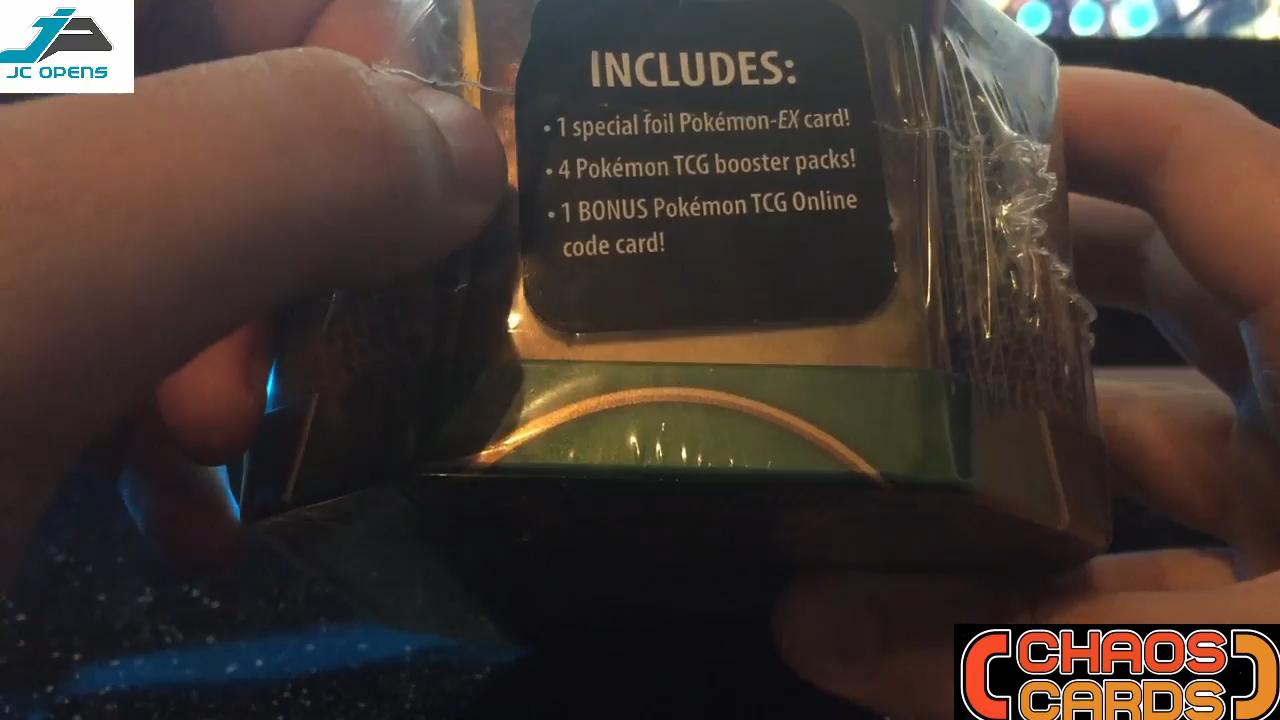 JC OPENS
INCLUDES:
• 1 special foil Pokémon-EX card!
• 4 Pokémon TCG booster packs!
• 1 BONUS Pokémon TCG Online
code card!
CHAOS
CARDS